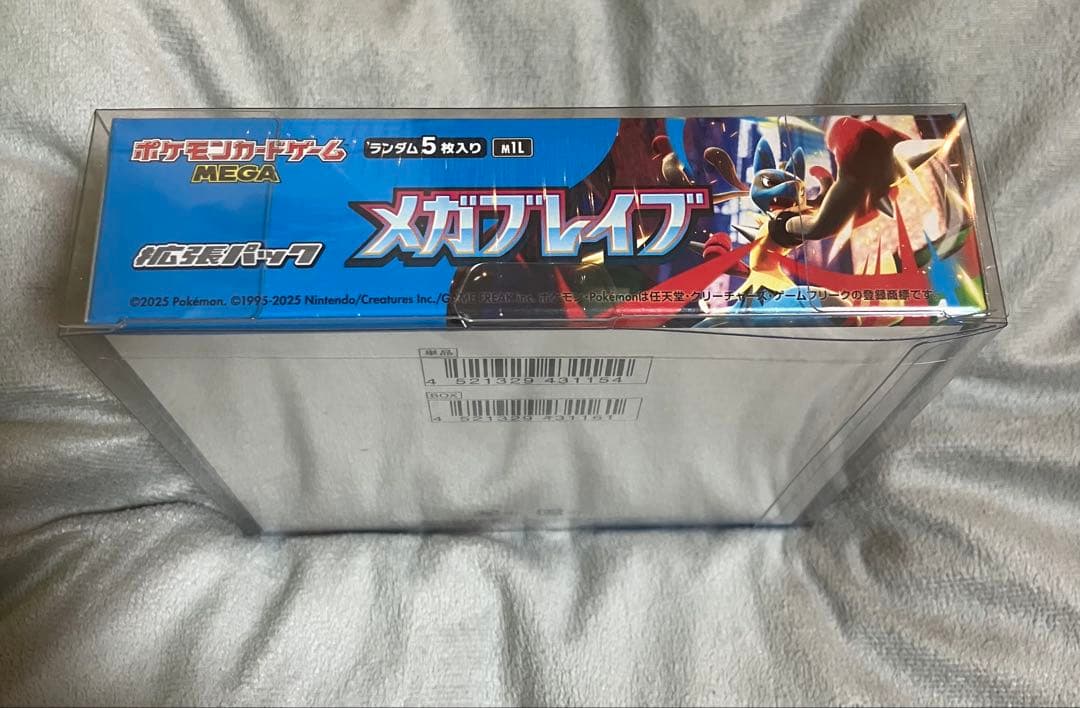 ポケモンカードゲーム
MEGA
ランダム5枚入り M1L
メガブレイブ
拡張パック
©2025 Pokémon. ©1995-2025 Nintendo/Creatures Inc./GAME FREAK inc. ポケモン・Pokémonは任天堂・クリーチャーズ・ゲームフリークの登録商標です。
単品
4 521329 431154
BOX
4 521329 431161